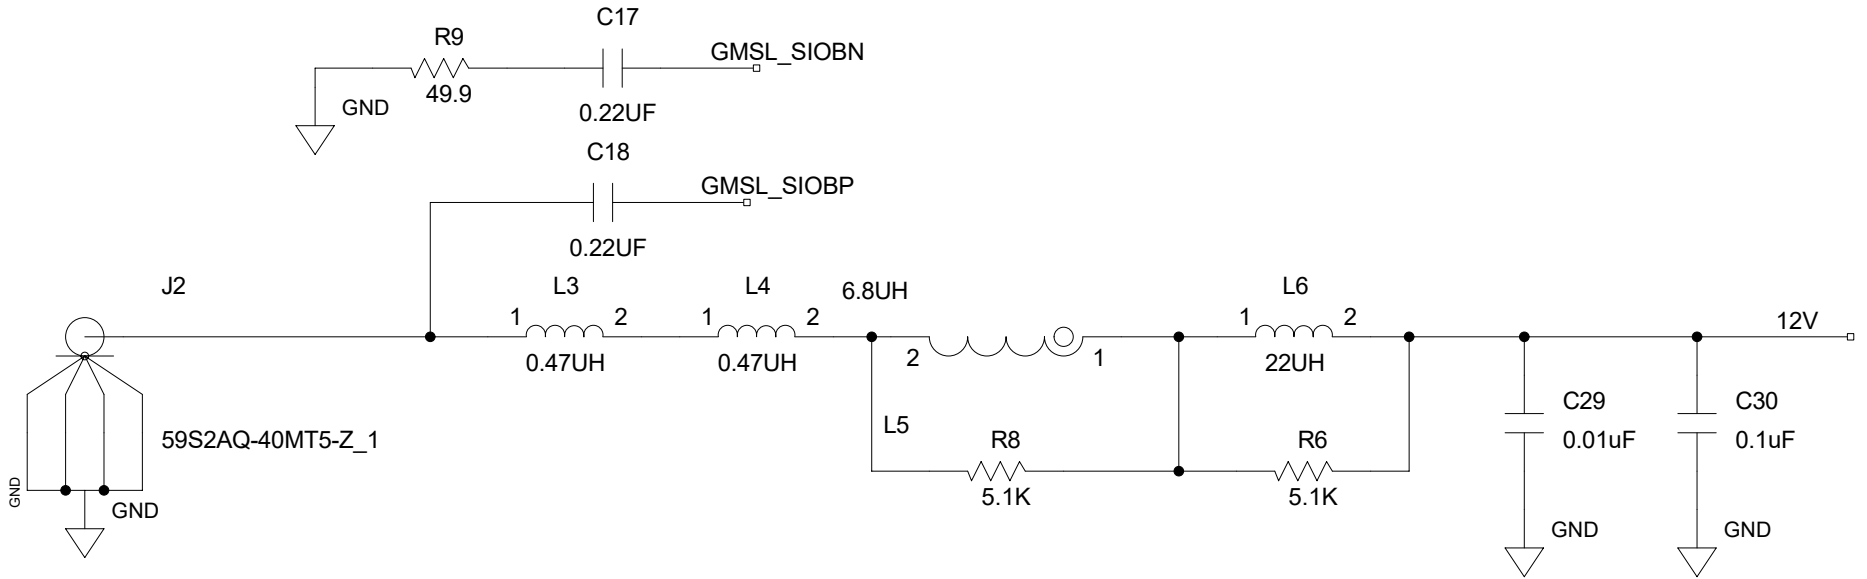 C17
R9
GMSL_SIOBN
49.9
GND
0.22UF
C18
GMSL_SIOBP
0.22UF
J2
L3
L4
6.8UH
L6
1 2
1 2
1 2
12V
0.47UH
0.47UH
2 1
22UH
L5
C29
0.01uF
C30
0.1uF
59S2AQ-40MT5-Z_1
R8
R6
5.1K
5.1K
GND
GND
GND
GND